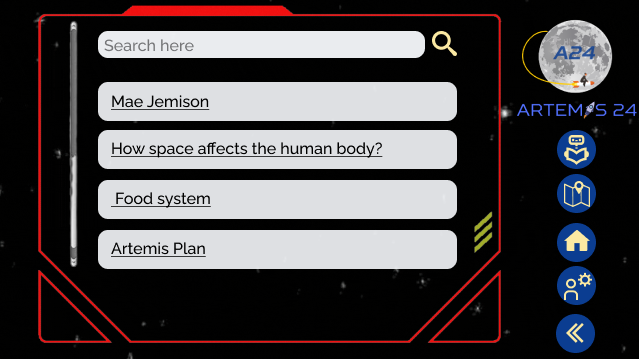 Search here
A24
ARTEMIS 24
Mae Jemison
How space affects the human body?
Food system
Artemis Plan